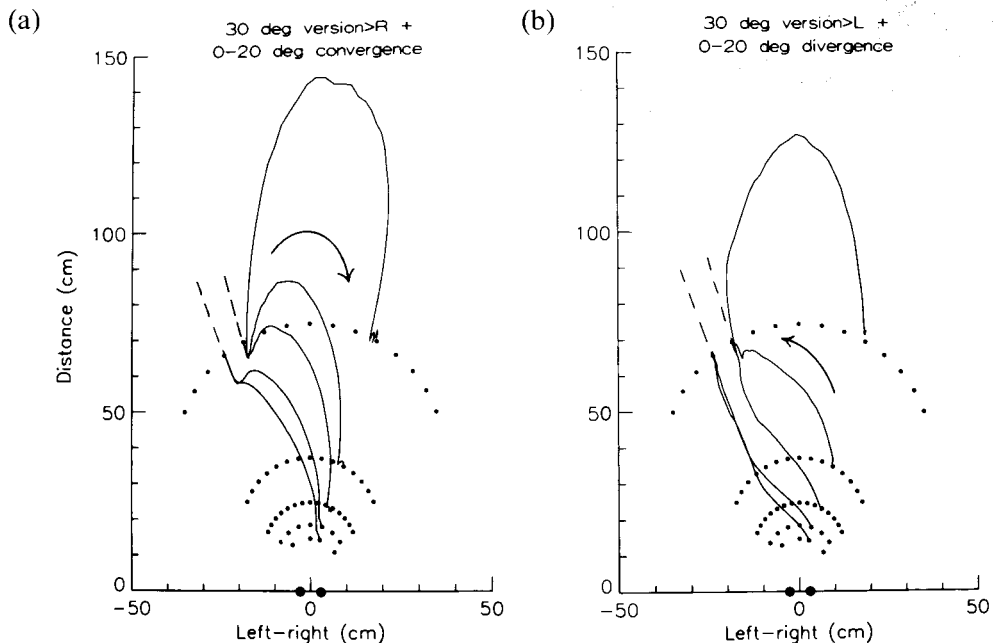 (a)
30 deg version>R +
0-20 deg convergence
150
100
50
0
Distance (cm)
-50
0
50
Left-right (cm)
(b)
30 deg version>L +
0-20 deg divergence
150
100
50
0
-50
0
50
Left-right (cm)